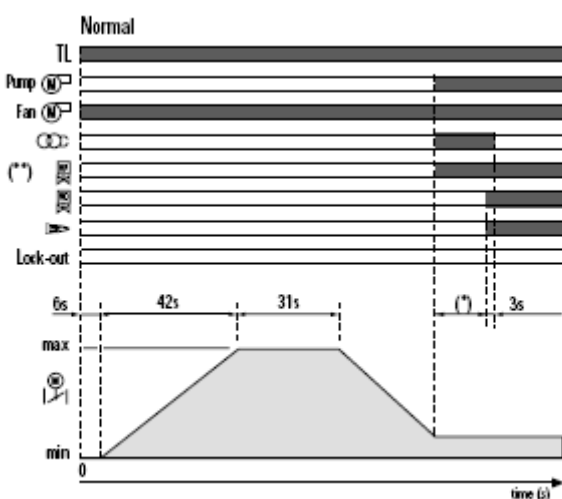 Normal
TL
Pump M
Fan M
(**)
Lock-out
6s 42s 31s (*) 3s
max
M
min
0
time (s)